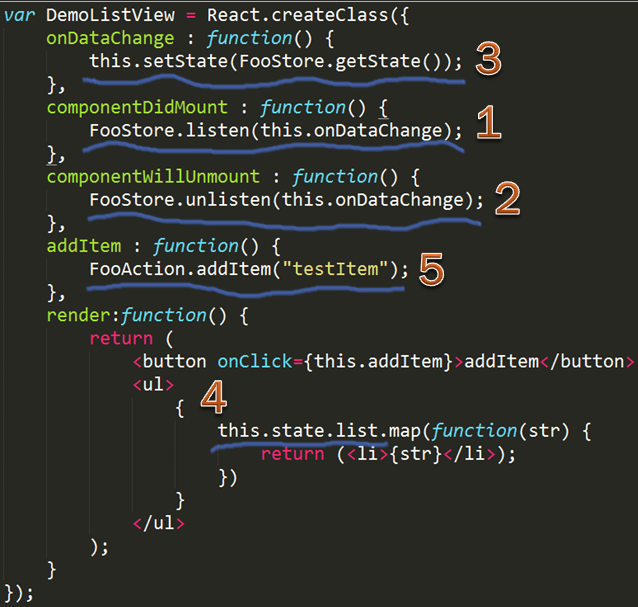 var DemoListView = React.createClass({
onDataChange : function() {
this.setState(FooStore.getState()); 3
},
componentDidMount : function() {
FooStore.listen(this.onDataChange); 1
},
componentWillUnmount : function() {
FooStore.unlisten(this.onDataChange); 2
},
addItem : function() {
FooAction.addItem("testItem"); 5
},
render:function() {
return (
<button onClick={this.addItem}>addItem</button>
<ul>
{ 4
this.state.list.map(function(str) {
return (<li>{str}</li>);
})
}
</ul>
);
}
});